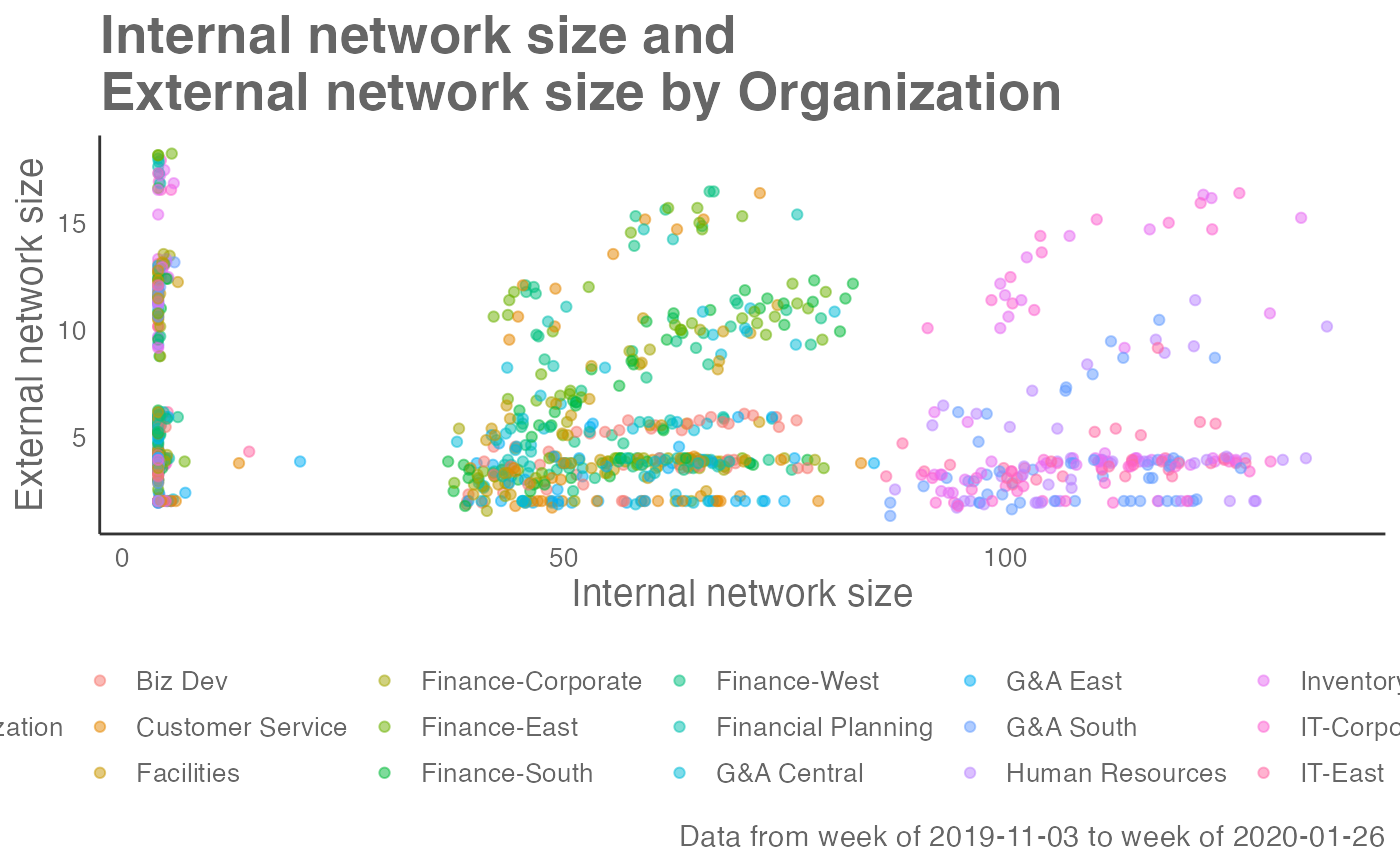 Internal network size and
External network size by Organization
External network size
15
10
5
0 50 100
Internal network size
Biz Dev Finance-Corporate Finance-West G&A East Inventory
zation Customer Service Finance-East Financial Planning G&A South IT-Corpo
Facilities Finance-South G&A Central Human Resources IT-East
Data from week of 2019-11-03 to week of 2020-01-26